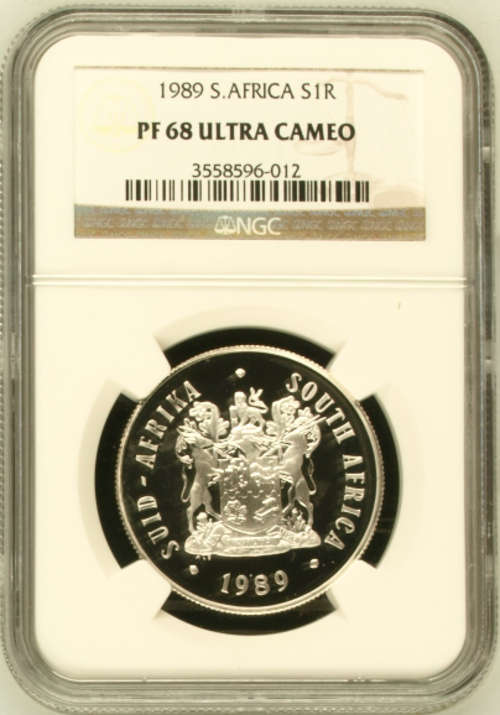 1989 S.AFRICA S1R
PF 68 ULTRA CAMEO
3558596-012
NGC
SUID-AFRIKA
SOUTH AFRICA
1989